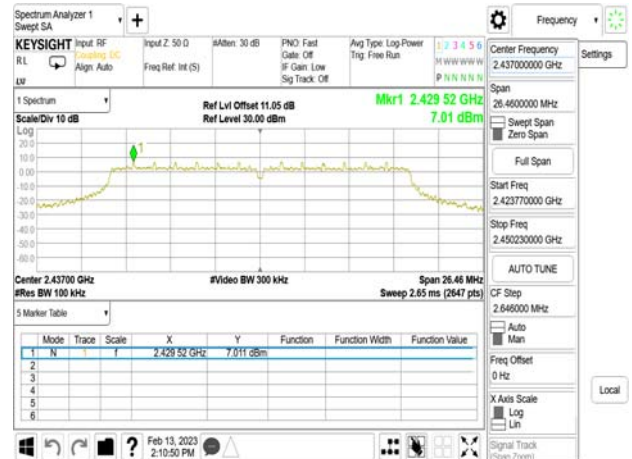 Spectrum Analyzer 1
Swept SA
+
Frequency
KEYSIGHT
Input: RF
Coupling: DC
Align: Auto
Input Z: 50 Ω
Freq Ref: Int (S)
#Atten: 30 dB
PNO: Fast
Gate: Off
IF Gain: Low
Sig Track: Off
Avg Type: Log-Power
Trig: Free Run
1 2 3 4 5 6
M W W W W W
P N N N N N
RL
Center Frequency
2.437000000 GHz
Settings
Span
26.4600000 MHz
Swept Span
Zero Span
Full Span
Start Freq
2.423770000 GHz
Stop Freq
2.450230000 GHz
AUTO TUNE
CF Step
2.646000 MHz
Auto
Man
Freq Offset
0 Hz
X Axis Scale
Log
Lin
Signal Track
(Span Zoom)
Local
1 Spectrum
Scale/Div 10 dB
Ref Lvl Offset 11.05 dB
Ref Level 30.00 dBm
Mkr1 2.429 52 GHz
7.01 dBm
Log
20.0
10.0
0.00
-10.0
-20.0
-30.0
-40.0
-50.0
-60.0
1
Center 2.43700 GHz
#Video BW 300 kHz
Span 26.46 MHz
#Res BW 100 kHz
Sweep 2.65 ms (2647 pts)
5 Marker Table
Mode Trace Scale X Y Function Function Width Function Value
1 N 1 f 2.429 52 GHz 7.011 dBm
2
3
4
5
6
?
Feb 13, 2023
2:10:50 PM